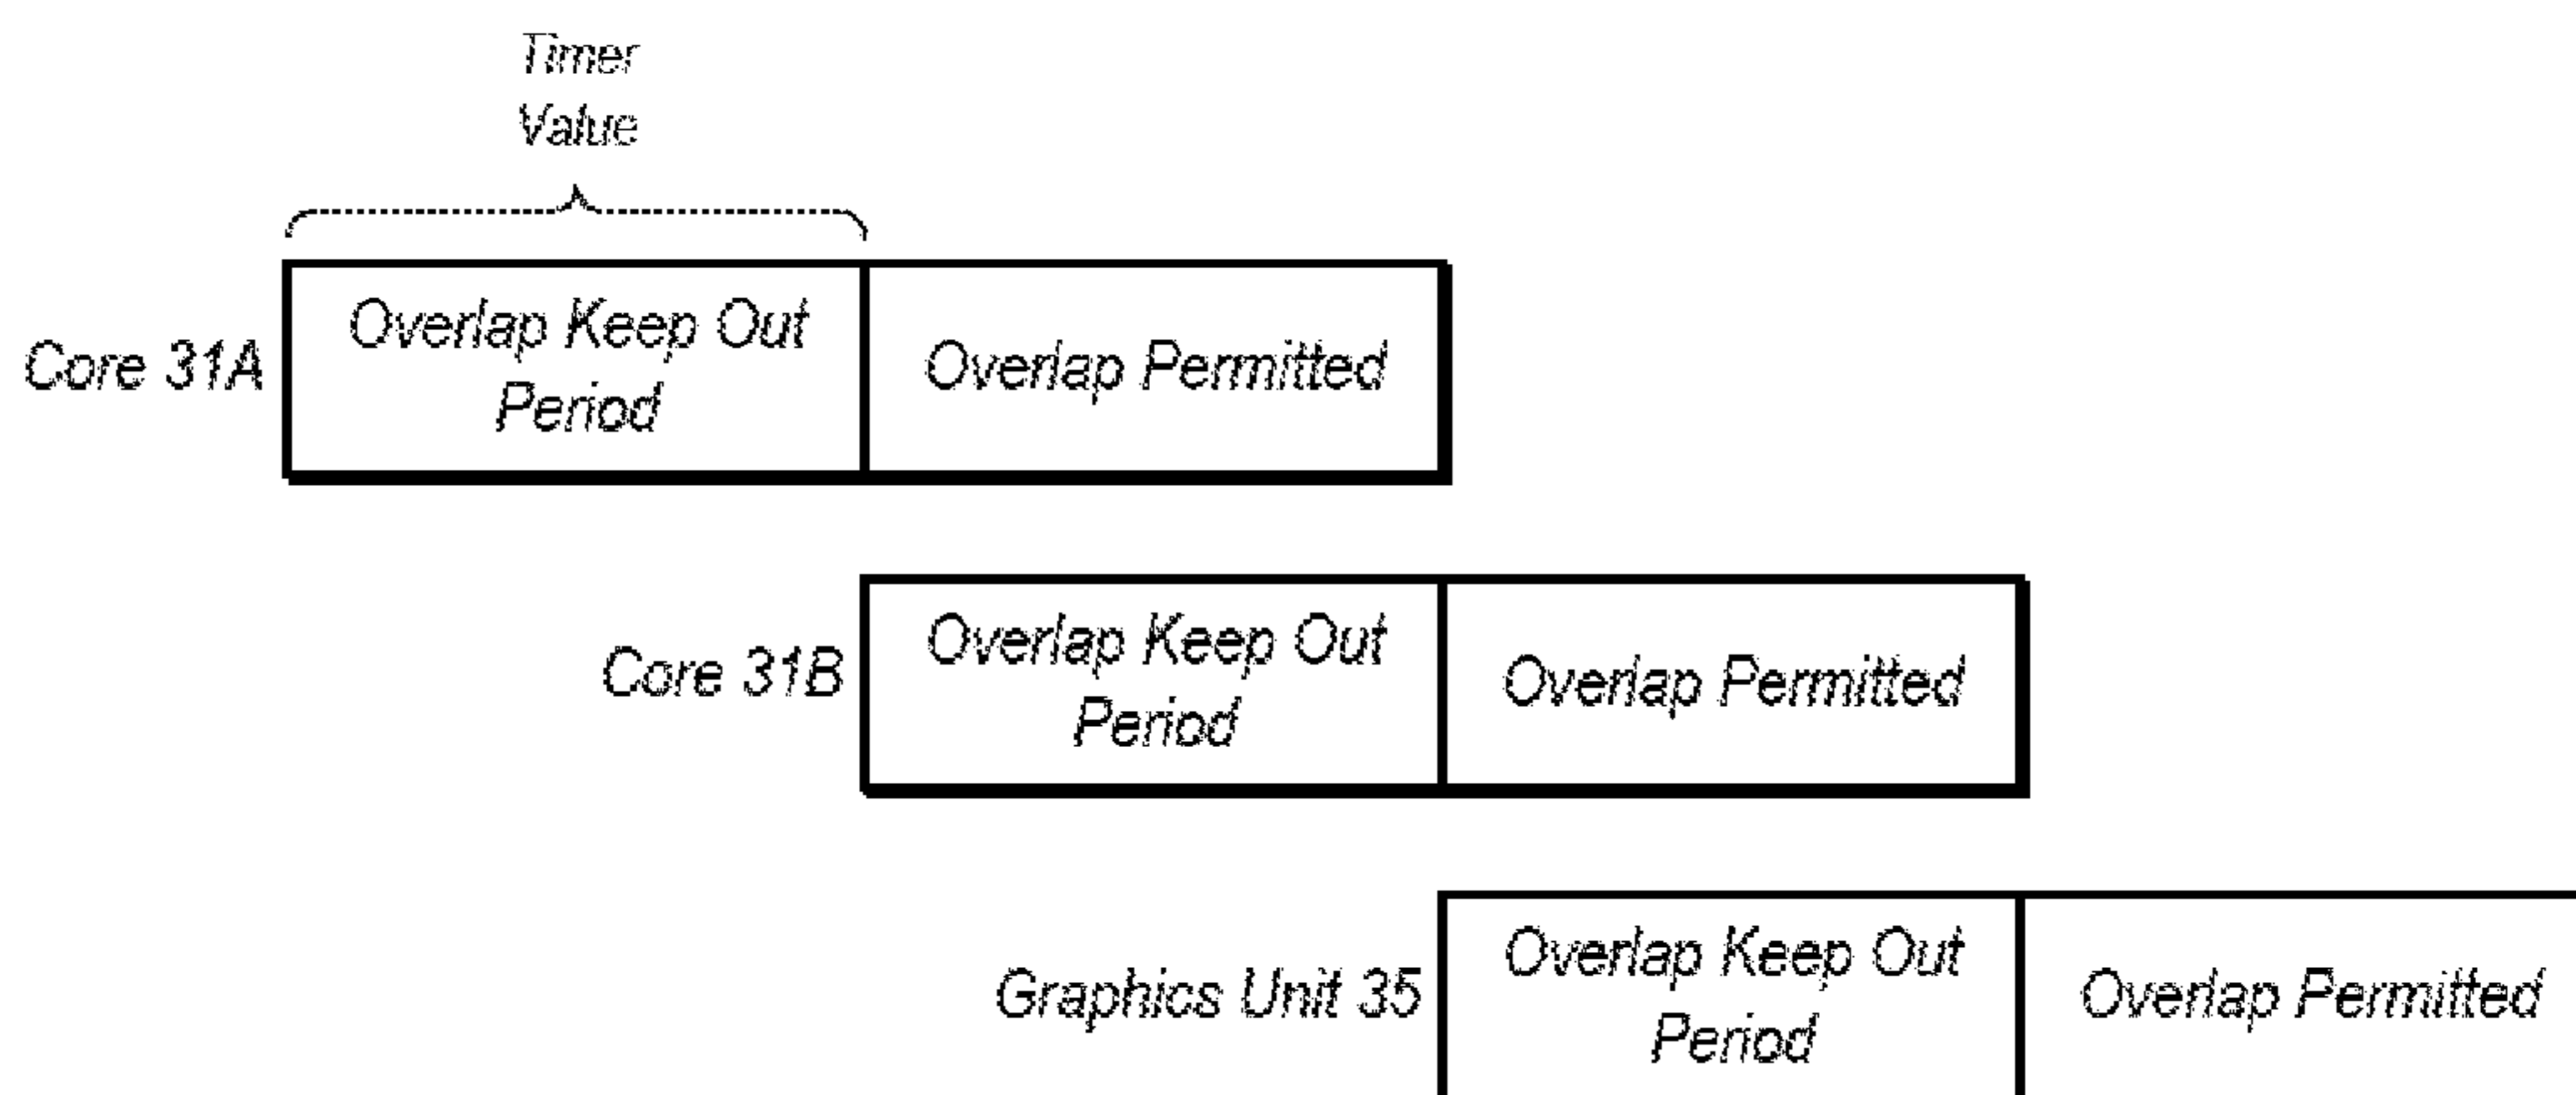 Timer
Value
Core 31A
Overlap Keep Out
Period
Overlap Permitted
Core 31B
Overlap Keep Out
Period
Overlap Permitted
Graphics Unit 35
Overlap Keep Out
Period
Overlap Permitted